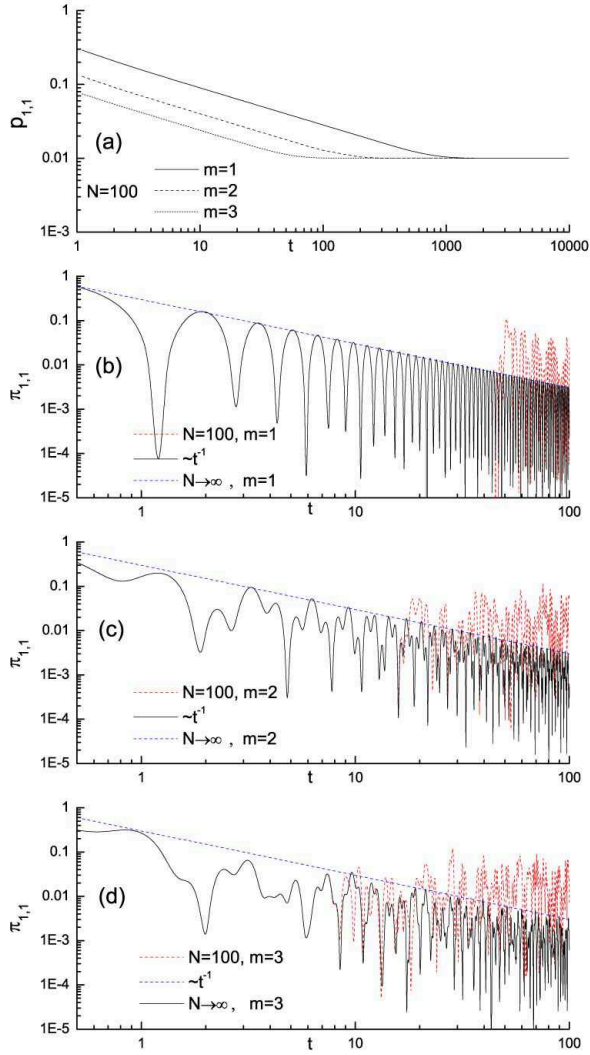 1
0.1
0.01
1E-3
p1,1
(a)
N=100
m=1
m=2
m=3
1
10
100
1000
10000
t
1
0.1
0.01
1E-3
1E-4
1E-5
π1,1
(b)
N=100, m=1
~t-1
N→∞ , m=1
1
10
100
t
1
0.1
0.01
1E-3
1E-4
1E-5
π1,1
(c)
N=100, m=2
~t-1
N→∞ , m=2
1
10
100
t
1
0.1
0.01
1E-3
1E-4
1E-5
π1,1
(d)
N=100, m=3
~t-1
N→∞ , m=3
1
10
100
t